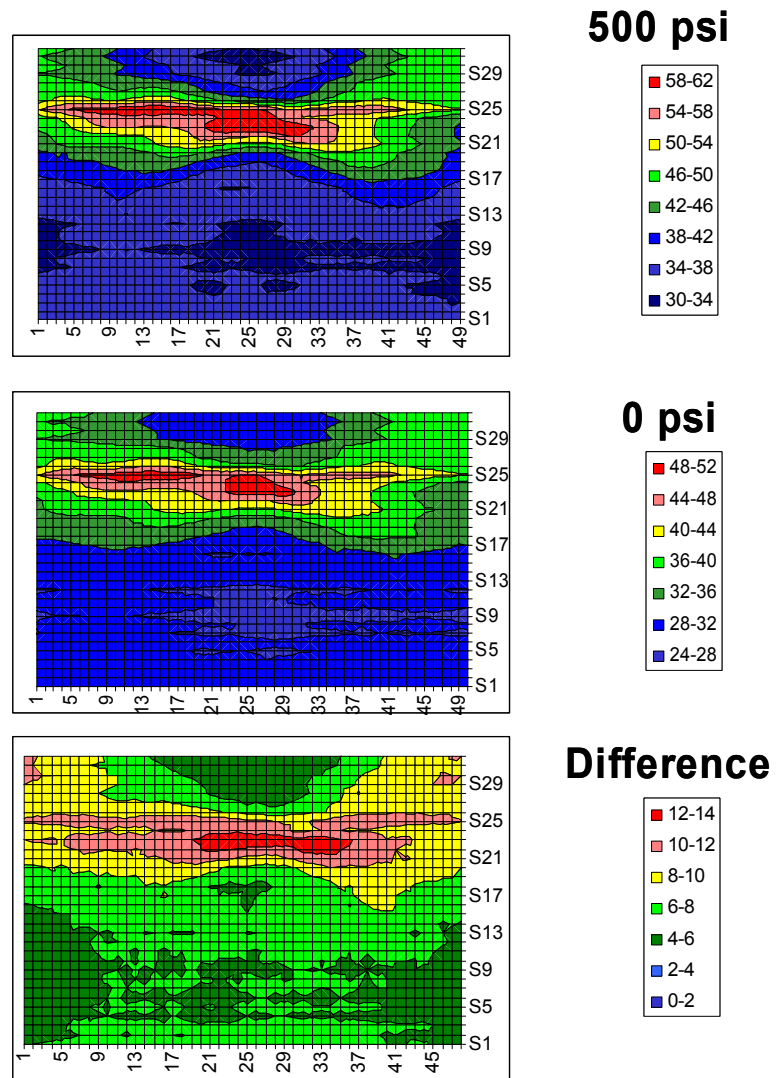 500 psi
58-62
54-58
50-54
46-50
42-46
38-42
34-38
30-34
S29
S25
S21
S17
S13
S9
S5
S1
1 5 9 13 17 21 25 29 33 37 41 45 49
0 psi
48-52
44-48
40-44
36-40
32-36
28-32
24-28
S29
S25
S21
S17
S13
S9
S5
S1
1 5 9 13 17 21 25 29 33 37 41 45 49
Difference
12-14
10-12
8-10
6-8
4-6
2-4
0-2
S29
S25
S21
S17
S13
S9
S5
S1
1 5 9 13 17 21 25 29 33 37 41 45